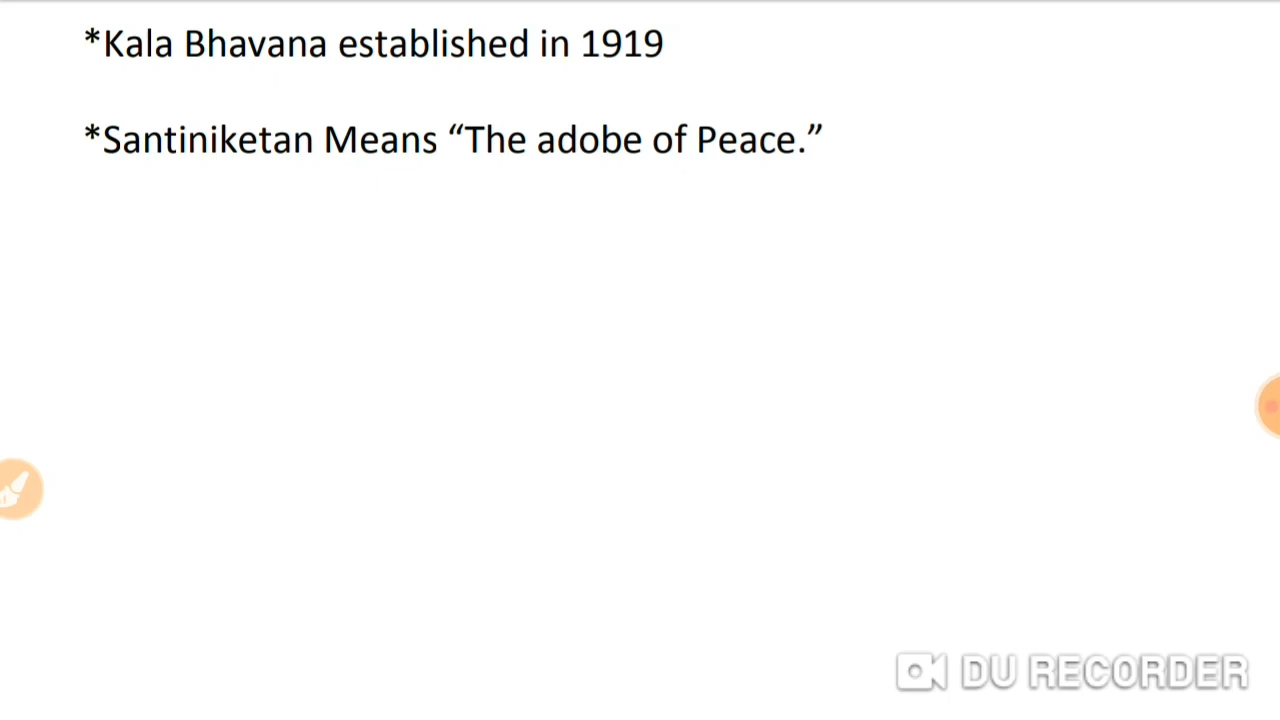 *Kala Bhavana established in 1919
*Santiniketan Means “The adobe of Peace.”
DU RECORDER